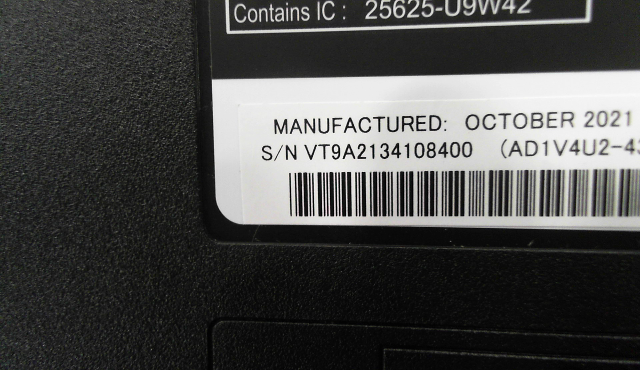 Contains IC : 25625-U9W42
MANUFACTURED: OCTOBER 2021
S/N VT9A2134108400 (AD1V4U2-43